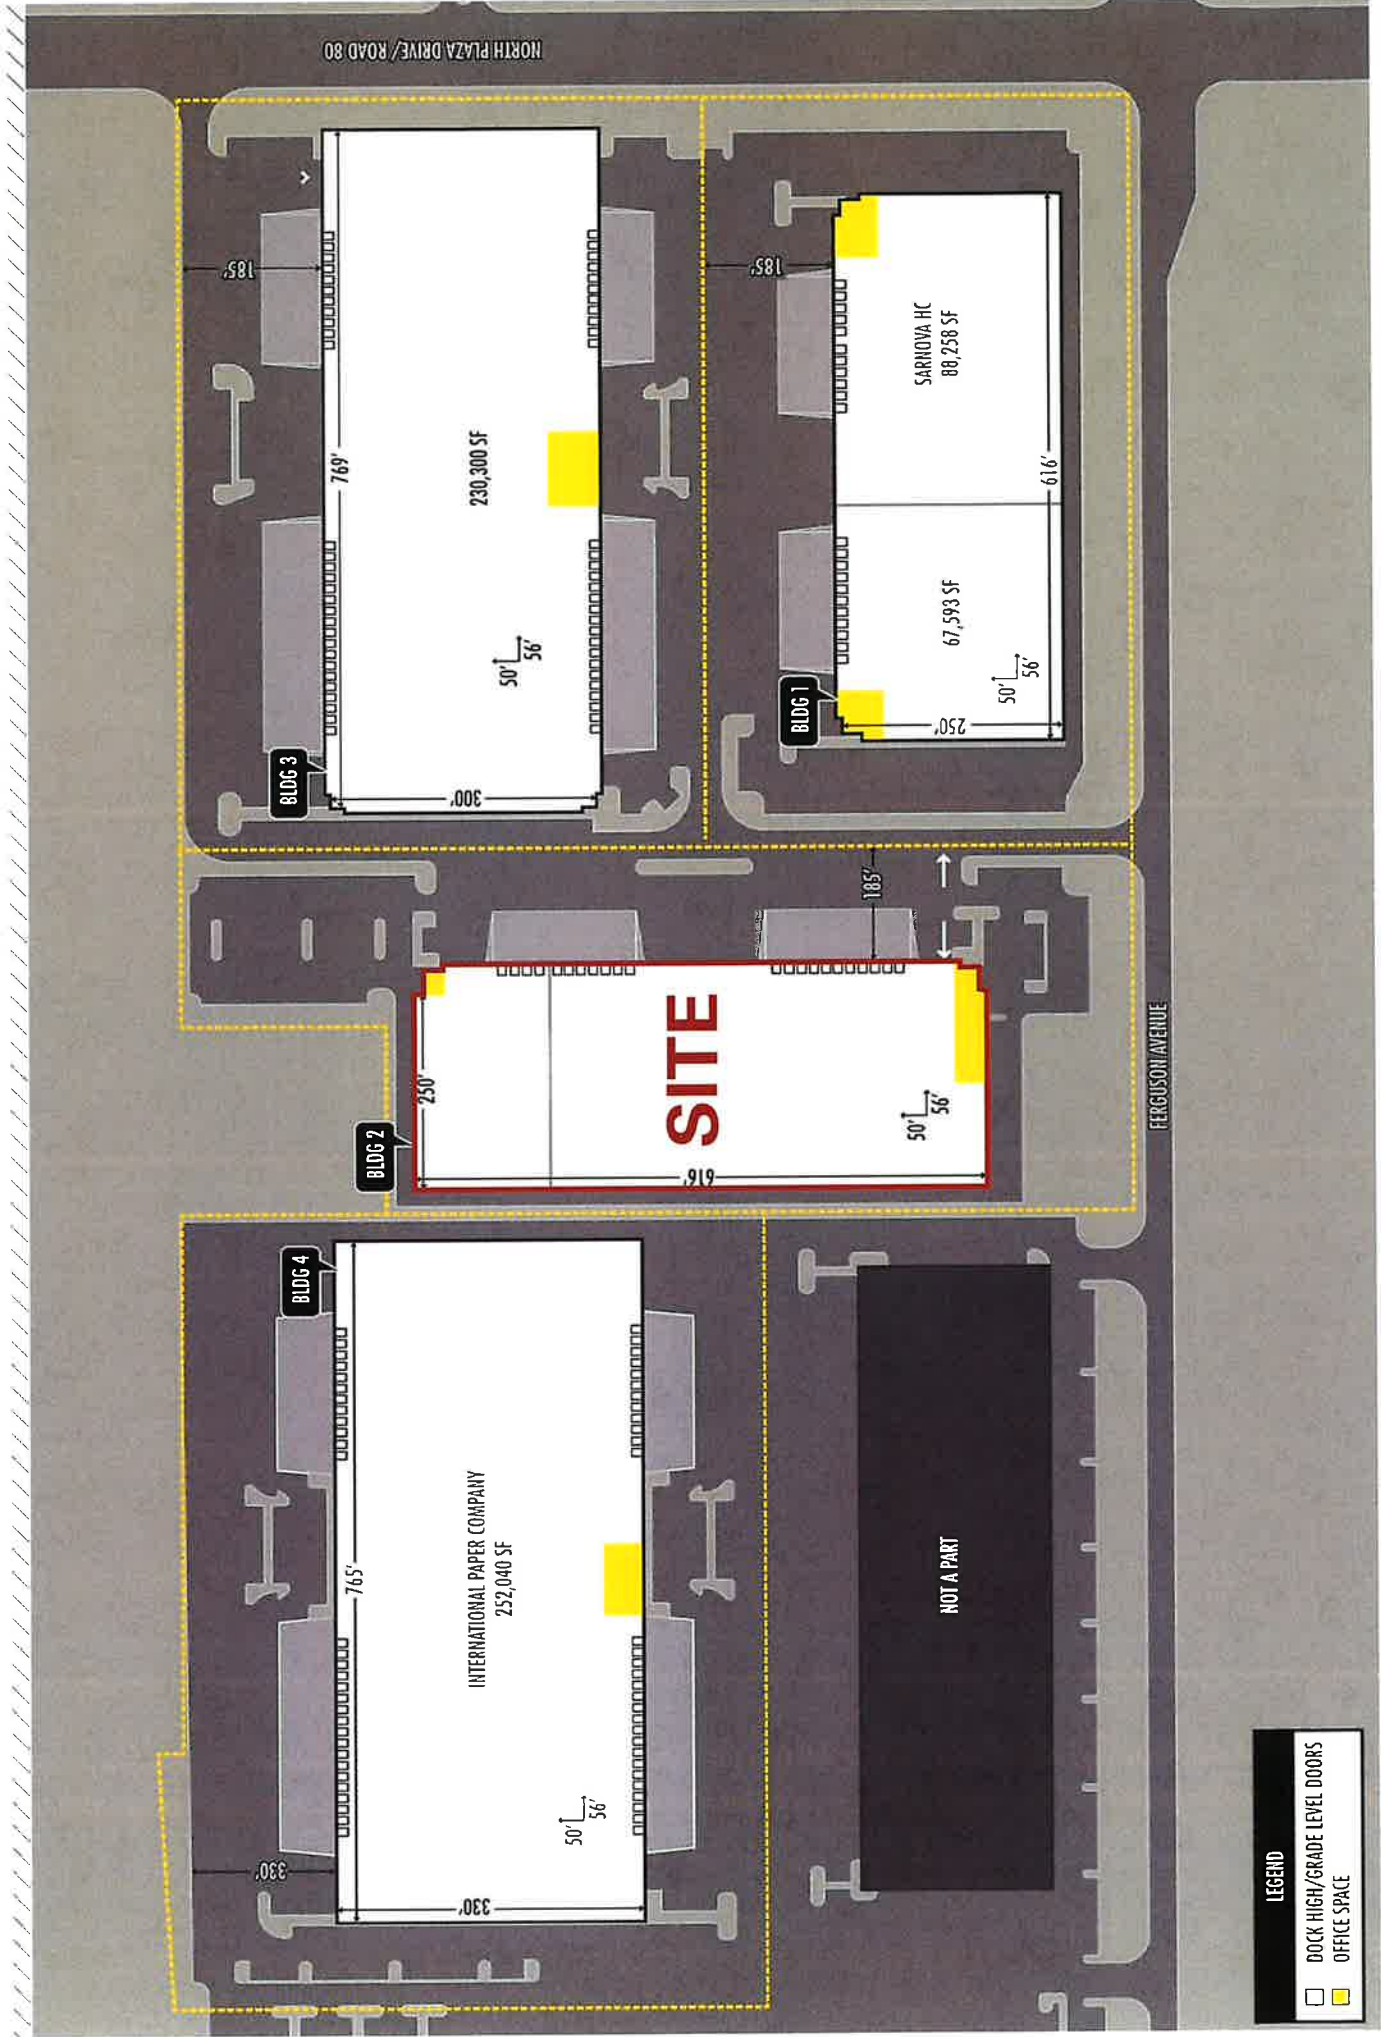 NORTH PLAZA DRIVE/ ROAD 80
185'
769'
230,300 SF
50'
56'
BLDG 3
300'
185'
SARNOVA HC
88,258 SF
616'
67,593 SF
50'
56'
BLDG 1
250'
185'
250'
SITE
BLDG 2
50'
56'
616'
FERGUSON AVENUE
BLDG 4
765'
INTERNATIONAL PAPER COMPANY
252,040 SF
50'
56'
330'
330'
NOT A PART
LEGEND
DOCK HIGH/GRADE LEVEL DOORS
OFFICE SPACE